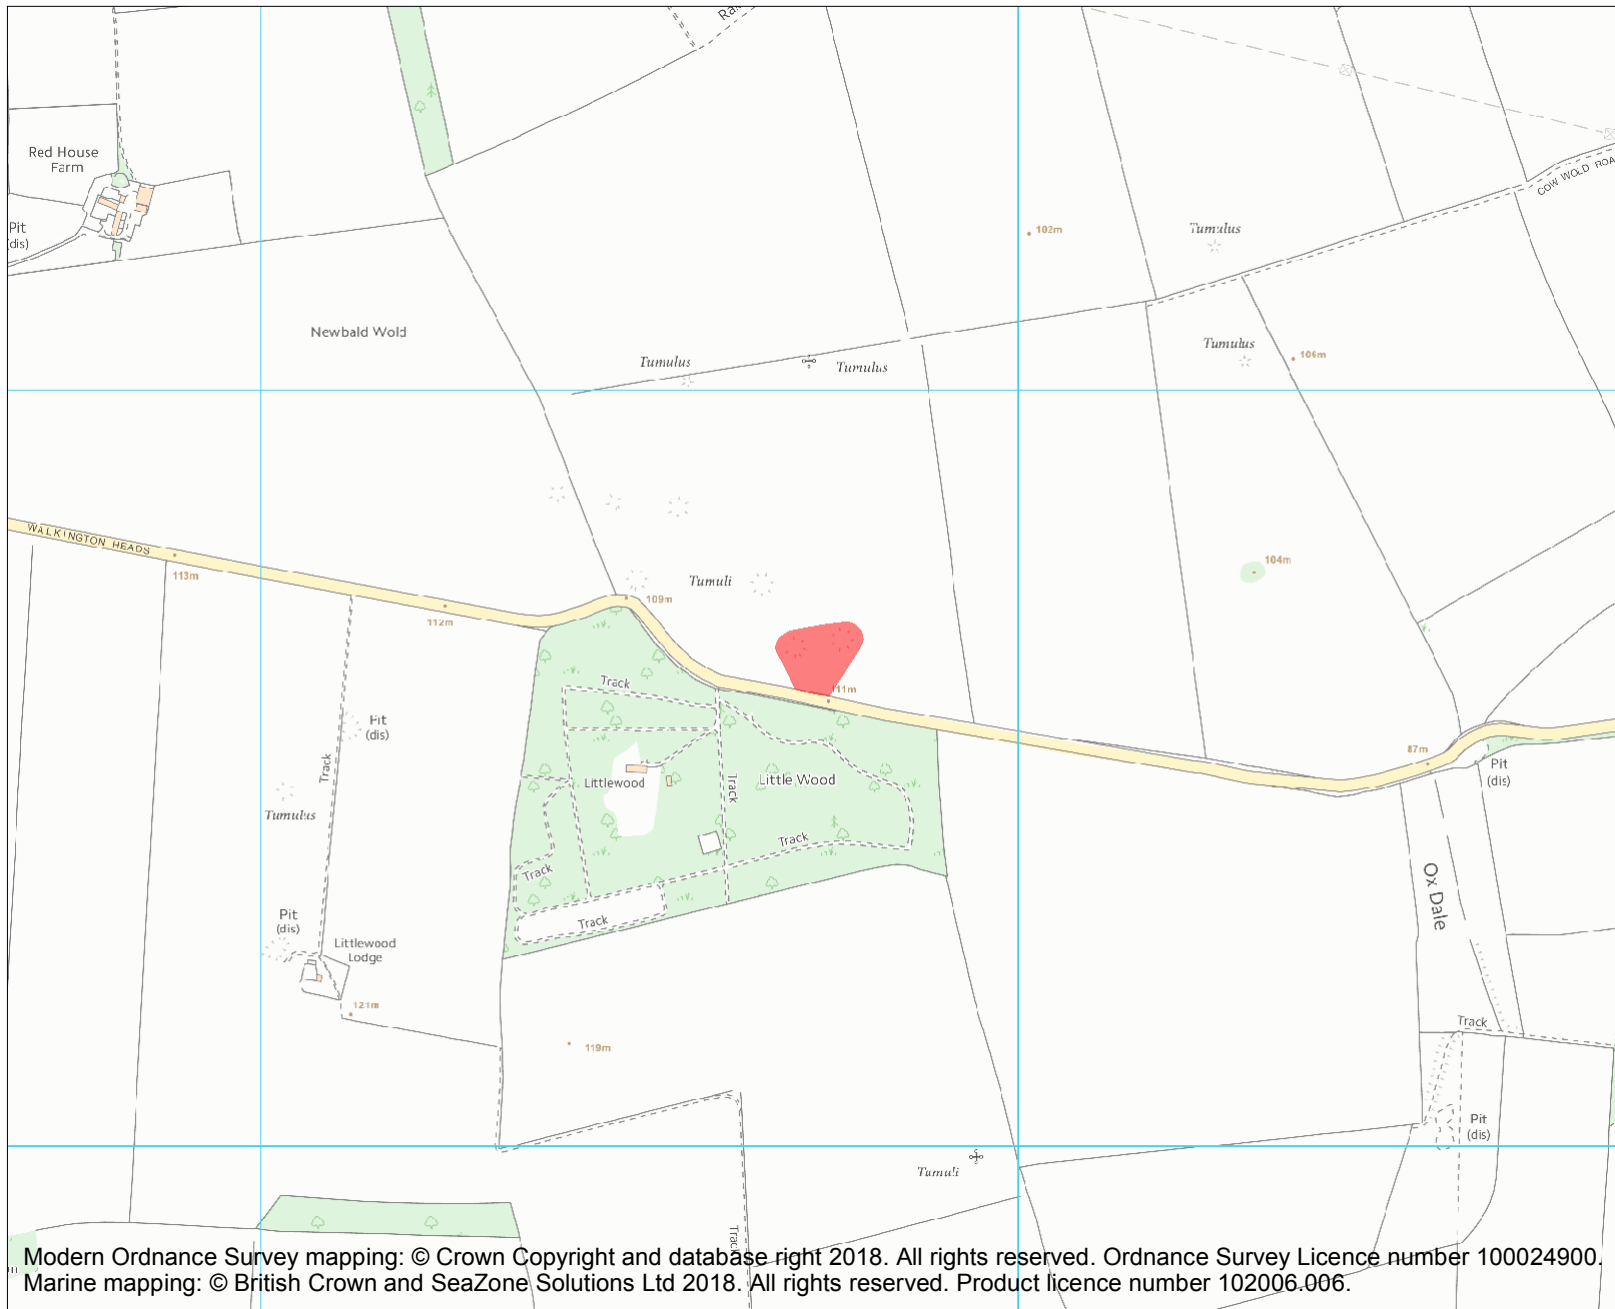 Red House
Farm
Pit
(dis)
COW WOLD ROA
102m
Tumulus
Newbald Wold
Tumulus
Tumulus
Tumulus
106m
WALKINGTON HEADS
113m
112m
109m
Tumuli
104m
Track
11m
Pit
(dis)
Track
Littlewood
Track
Little Wood
87m
Pit
(dis)
Tumulus
Track
Track
Ox Dale
Pit
(dis)
Track
Littlewood
Lodge
121m
119m
Track
Pit
(dis)
Tumuli
Track
Modern Ordnance Survey mapping: © Crown Copyright and database right 2018. All rights reserved. Ordnance Survey Licence number 100024900.
Marine mapping: © British Crown and SeaZone Solutions Ltd 2018. All rights reserved. Product licence number 102006.006.